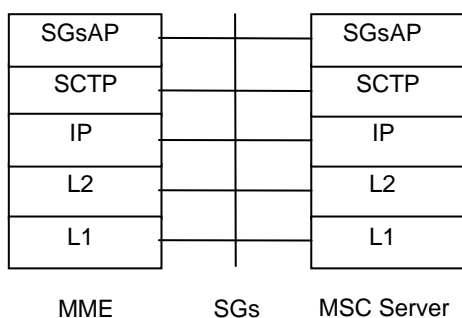 SGsAP SGsAP
SCTP SCTP
IP IP
L2 L2
L1 L1
MME SGs MSC Server